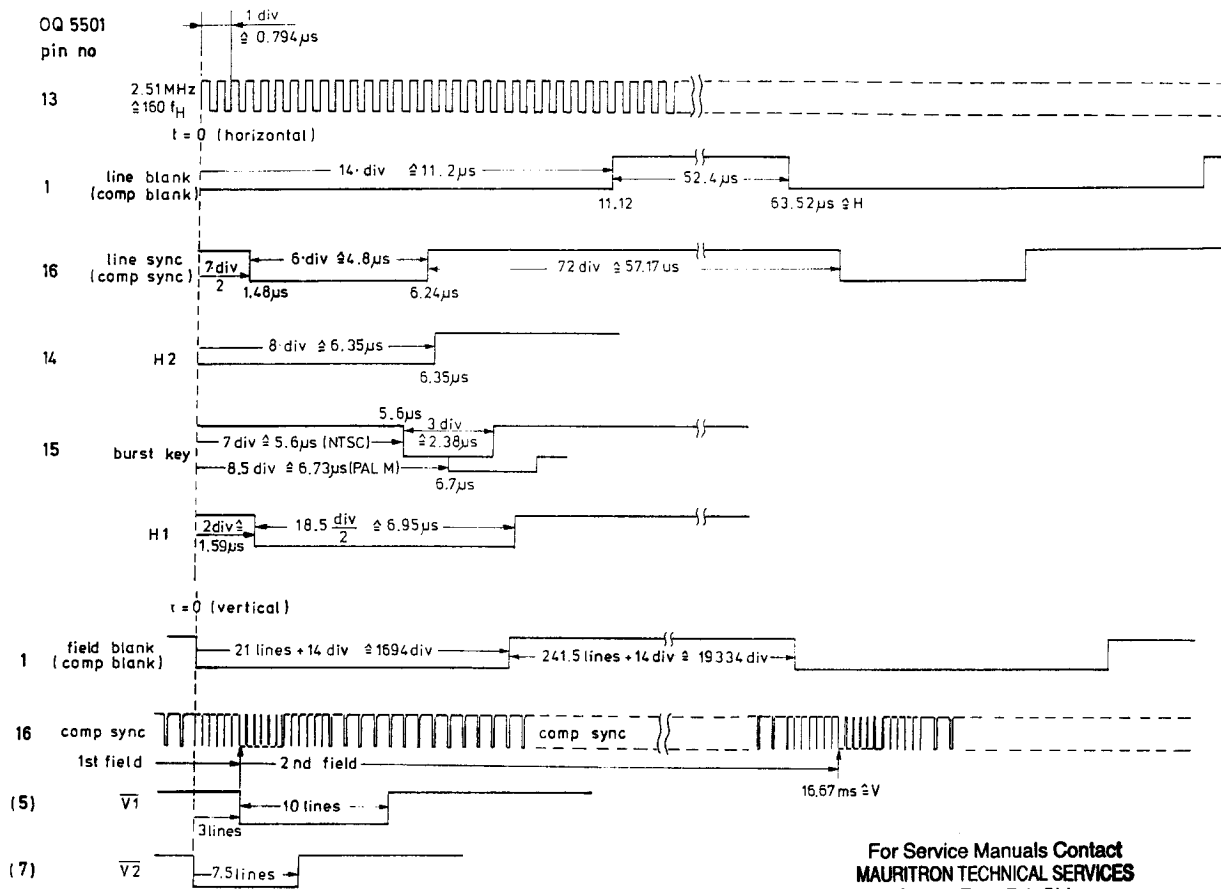 OQ 5501
pin no
1 div
≙ 0.794 µs
13
2.51 MHz
≙160 fH
t = 0 (horizontal)
1
line blank
(comp blank)
14· div ≙ 11.2µs
11.12
52.4µs
63.52µs ≙ H
16
line sync
(comp sync)
7·div
2
1.48µs
6·div ≙4.8µs
6.24µs
72 div ≙ 57.17us
14
H2
8·div ≙ 6.35µs
6.35µs
15
burst key
5.6µs
7 div ≙ 5.6µs (NTSC)
3 div
≙2.38µs
8.5 div ≙ 6.73µs(PAL M)
6.7µs
H1
2div≙
1.59µs
18.5 div
2
≙ 6.95µs
t = 0 (vertical)
1
field blank
(comp blank)
21 lines + 14 div ≙ 1694 div
241.5 lines + 14 div ≙ 19334 div
16
comp sync
comp sync
1st field
2 nd field
16,67 ms ≙ V
(5)
V1
3 lines
10 lines
(7)
V2
7.5 lines
For Service Manuals Contact
MAURITRON TECHNICAL SERVICES